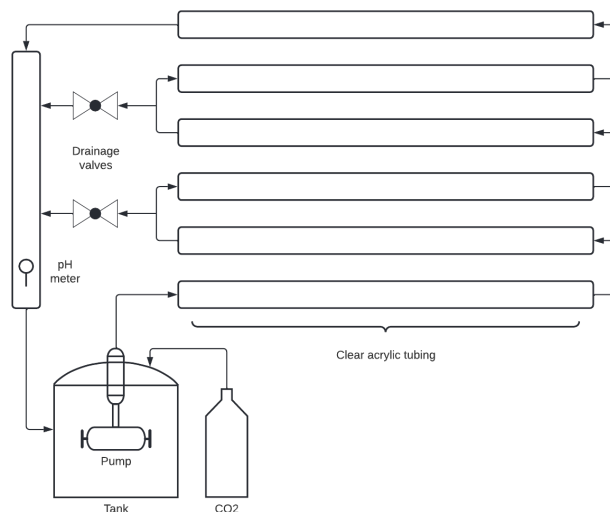 Drainage
valves
pH
meter
Clear acrylic tubing
Pump
Tank
CO2